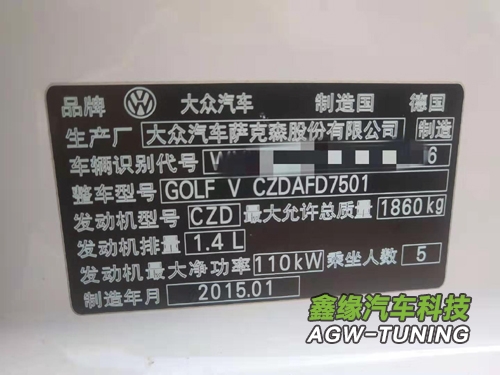 品牌 大众汽车 制造国 德国
生产厂 大众汽车萨克森股份有限公司 制造
车辆识别代号 W 6
整车型号 GOLF V CZDAFD7501
发动机型号 CZD 最大允许总质量 1860kg
发动机排量 1.4L
发动机最大净功率 110kW 乘坐人数 5
制造年月 2015.01
鑫缘汽车科技
AGW-TUNING